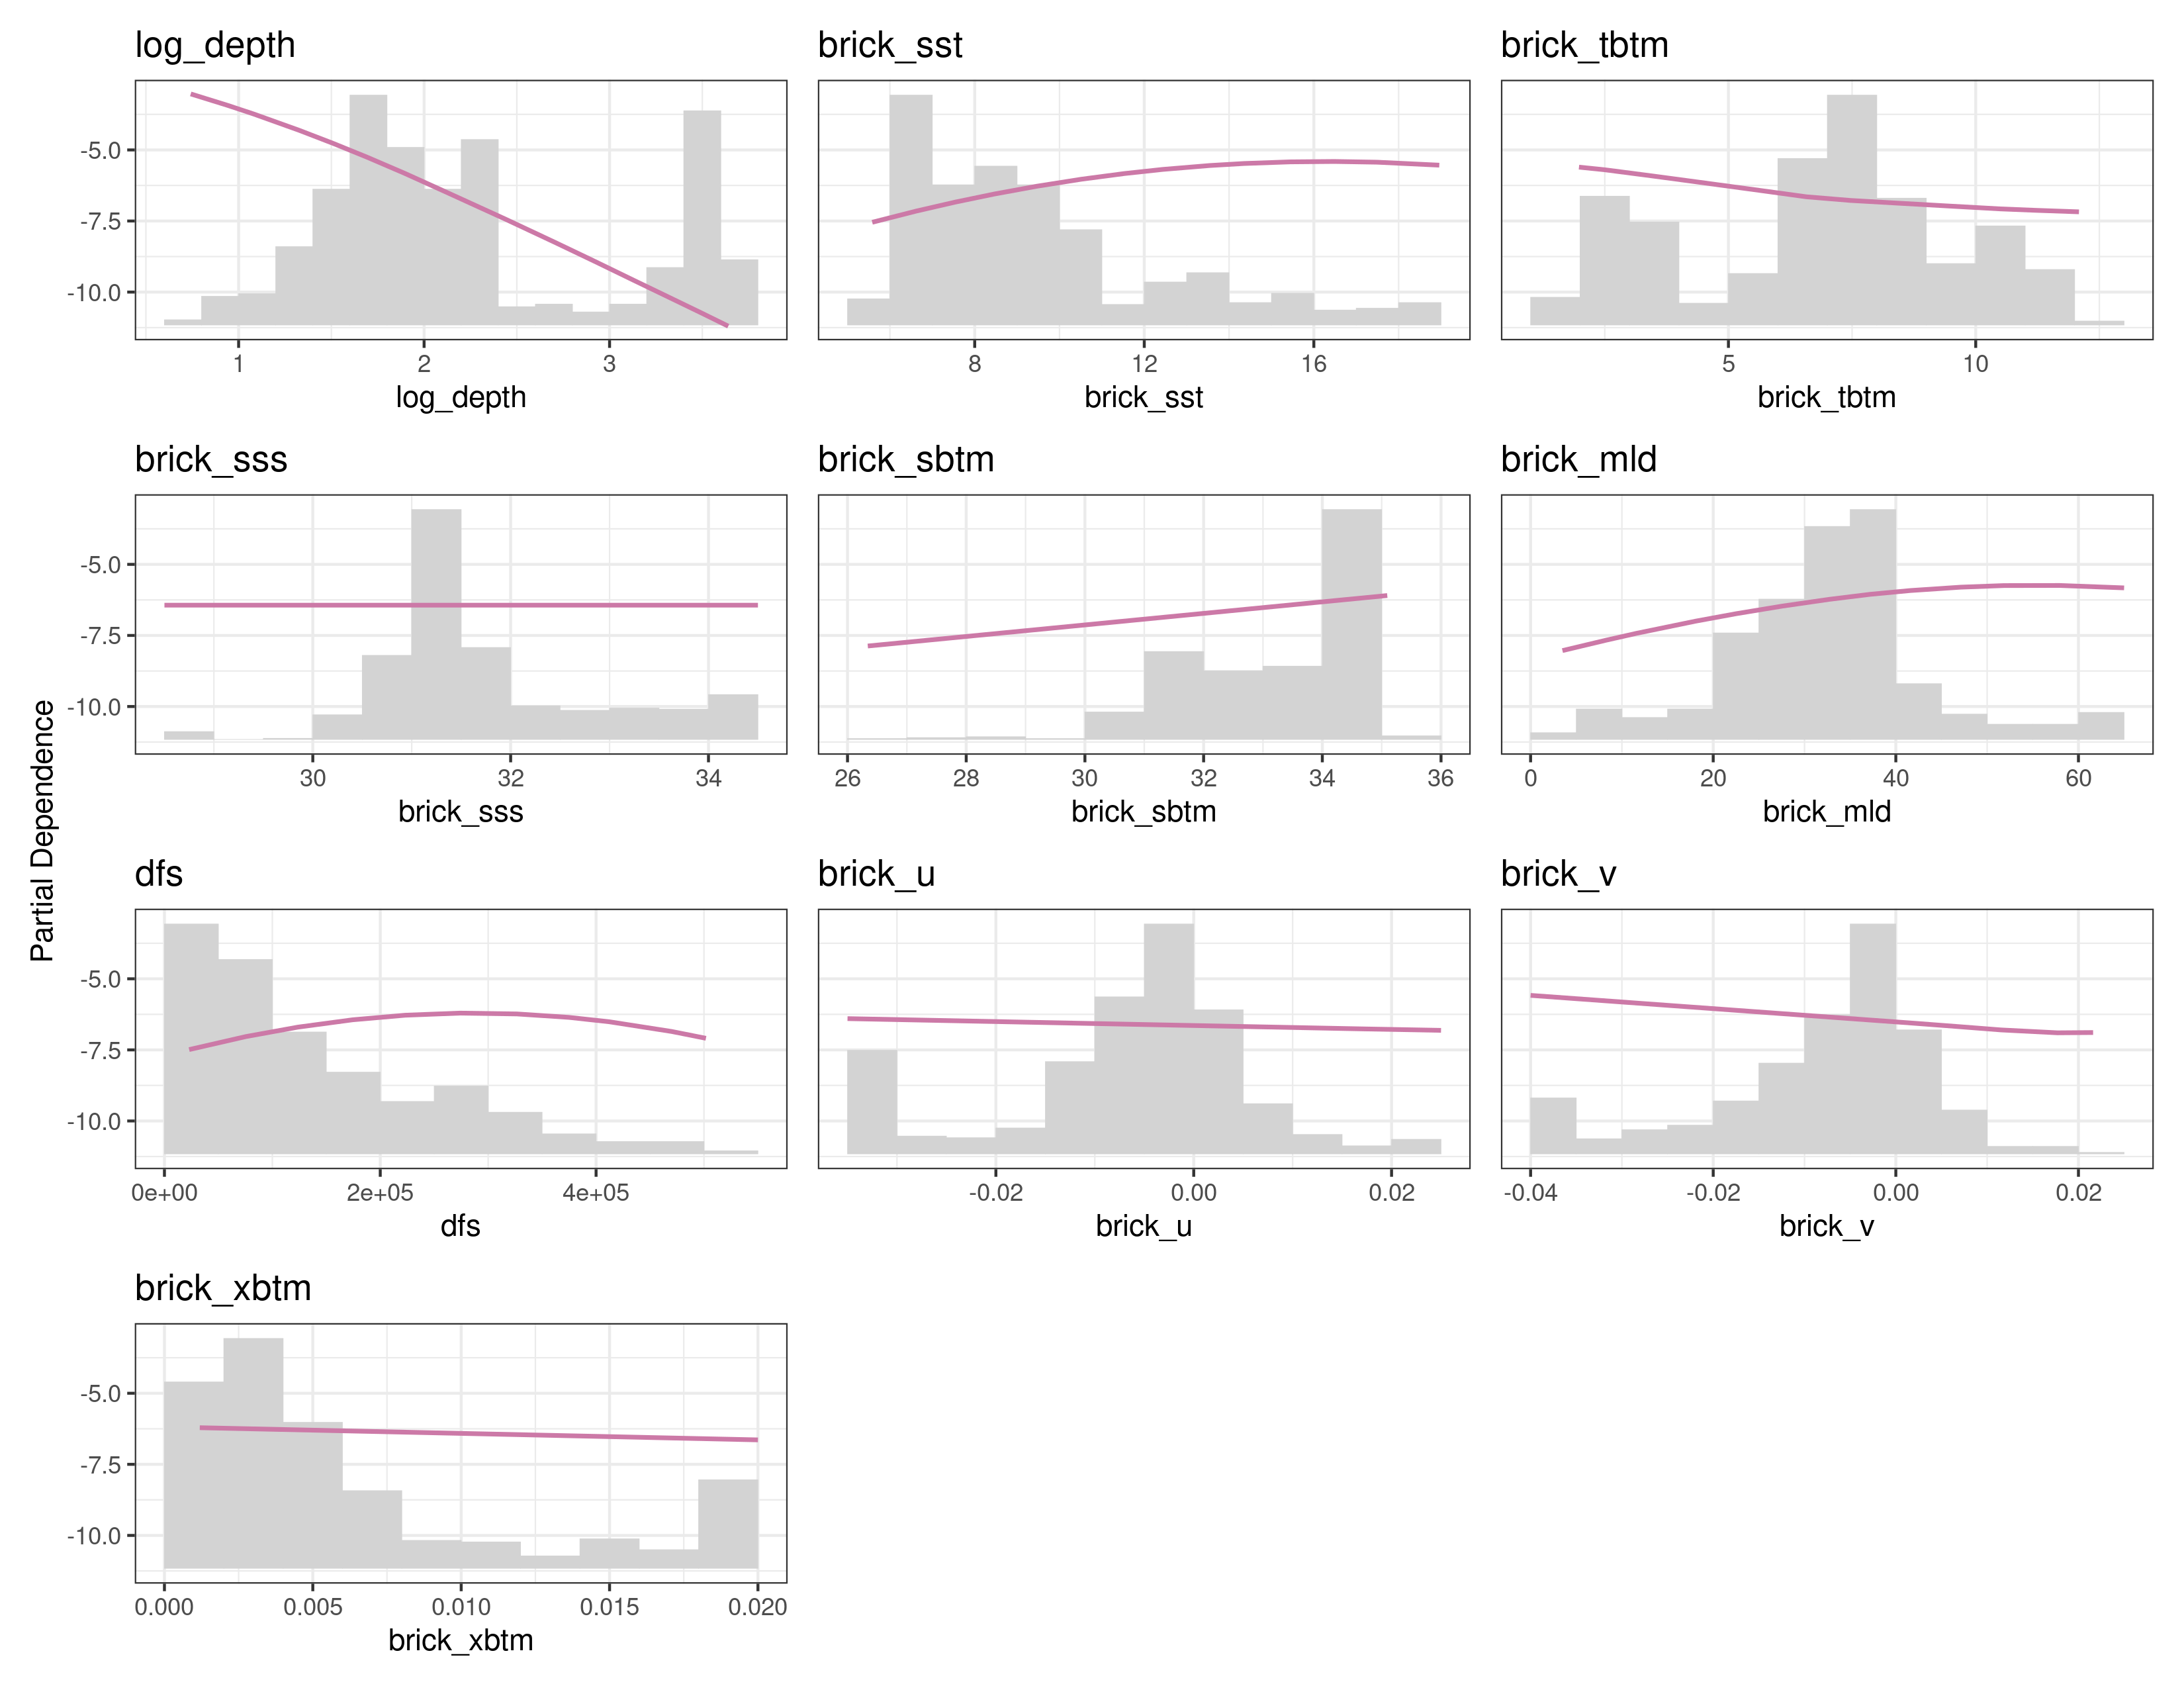 log_depth
brick_sst
brick_tbtm
-5.0
-7.5
-10.0
1 2 3
8 12 16
5 10
log_depth
brick_sst
brick_tbtm
brick_sss
brick_sbtm
brick_mld
-5.0
-7.5
-10.0
30 32 34
26 28 30 32 34 36
0 20 40 60
brick_sss
brick_sbtm
brick_mld
Partial Dependence
dfs
brick_u
brick_v
-5.0
-7.5
-10.0
0e+00 2e+05 4e+05
-0.02 0.00 0.02
-0.04 -0.02 0.00 0.02
dfs
brick_u
brick_v
brick_xbtm
-5.0
-7.5
-10.0
0.000 0.005 0.010 0.015 0.020
brick_xbtm